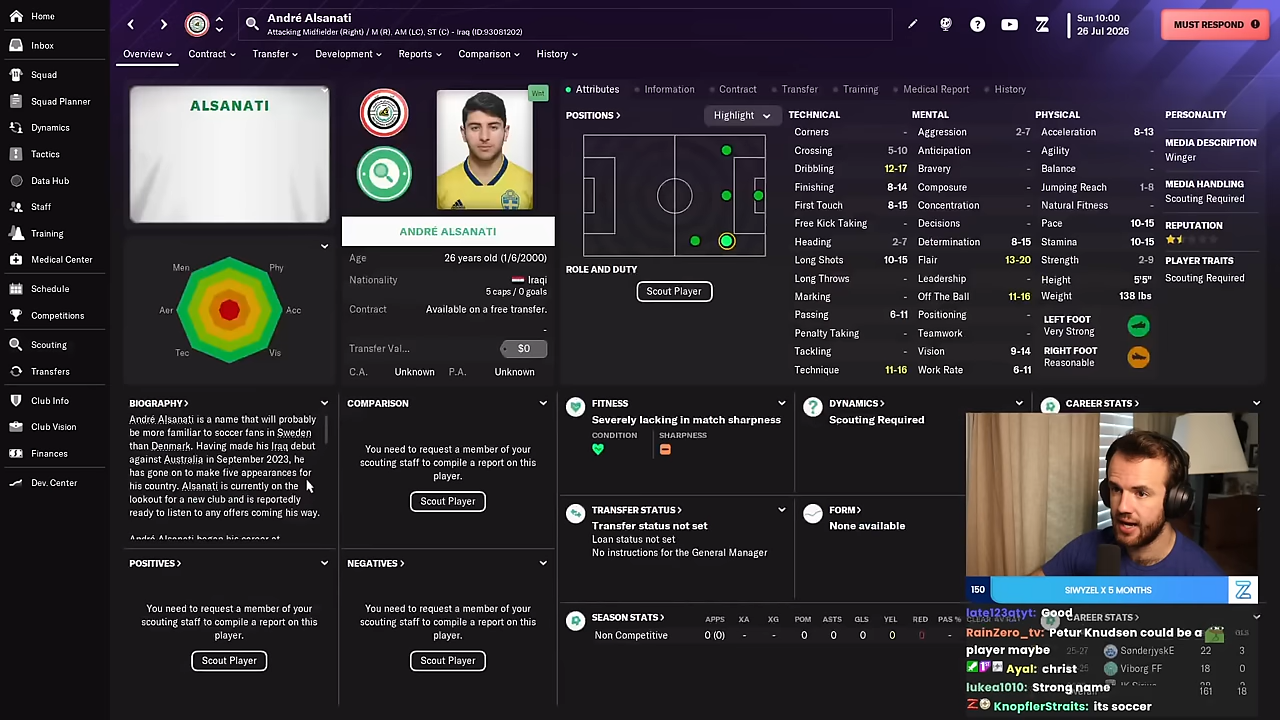 Home
Inbox
Squad
Squad Planner
Dynamics
Tactics
Data Hub
Staff
Training
Medical Center
Schedule
Competitions
Scouting
Transfers
Club Info
Club Vision
Finances
Dev. Center
André Alsanati
Attacking Midfielder (Right) / M (R), AM (LC), ST (C) - Iraq (ID:93081202)
Sun 10:00
26 Jul 2026
MUST RESPOND
Overview
Contract
Transfer
Development
Reports
Comparison
History
ALSANATI
Men
Phy
Aer
Acc
Tec
Vis
Wnt
ANDRÉ ALSANATI
Age 26 years old (1/6/2000)
Nationality Iraqi
5 caps / 0 goals
Contract Available on a free transfer.
-
Transfer Val... $0
C.A. Unknown P.A. Unknown
Attributes
Information
Contract
Transfer
Training
Medical Report
History
POSITIONS
Highlight
ROLE AND DUTY
Scout Player
TECHNICAL
Corners -
Crossing 5-10
Dribbling 12-17
Finishing 8-14
First Touch 8-15
Free Kick Taking -
Heading 2-7
Long Shots 10-15
Long Throws -
Marking -
Passing 6-11
Penalty Taking -
Tackling -
Technique 11-16
MENTAL
Aggression 2-7
Anticipation -
Bravery -
Composure -
Concentration -
Decisions -
Determination 8-15
Flair 13-20
Leadership -
Off The Ball 11-16
Positioning -
Teamwork -
Vision 9-14
Work Rate 6-11
PHYSICAL
Acceleration 8-13
Agility -
Balance -
Jumping Reach 1-8
Natural Fitness -
Pace 10-15
Stamina 10-15
Strength 2-9
Height 5'5"
Weight 138 lbs
LEFT FOOT
Very Strong
RIGHT FOOT
Reasonable
PERSONALITY
MEDIA DESCRIPTION
Winger
MEDIA HANDLING
Scouting Required
REPUTATION
PLAYER TRAITS
Scouting Required
BIOGRAPHY
André Alsanati is a name that will probably
be more familiar to soccer fans in Sweden
than Denmark. Having made his Iraq debut
against Australia in September 2023, he
has gone on to make five appearances for
his country. Alsanati is currently on the
lookout for a new club and is reportedly
ready to listen to any offers coming his way.
André Alsanati began his career at
COMPARISON
You need to request a member of your
scouting staff to compile a report on this
player.
Scout Player
POSITIVES
You need to request a member of your
scouting staff to compile a report on this
player.
Scout Player
NEGATIVES
You need to request a member of your
scouting staff to compile a report on this
player.
Scout Player
FITNESS
Severely lacking in match sharpness
CONDITION
SHARPNESS
DYNAMICS
Scouting Required
CAREER STATS
TRANSFER STATUS
Transfer status not set
Loan status not set
No instructions for the General Manager
FORM
None available
SEASON STATS
APPS XA XG POM ASTS GLS YEL RED PAS %
Non Competitive 0 (0) - - 0 0 0 0 0 -
150
SIWYZEL X 5 MONTHS
late123qtyt: Good
CAREER STATS
RainZero_tv: Petur Knudsen could be a
player maybe
GLS
25-27 SønderjyskE 22 3
Ayal: christ
25 Viborg FF 18 0
lukea1010: Strong name
161 18
KnopflerStraits: its soccer